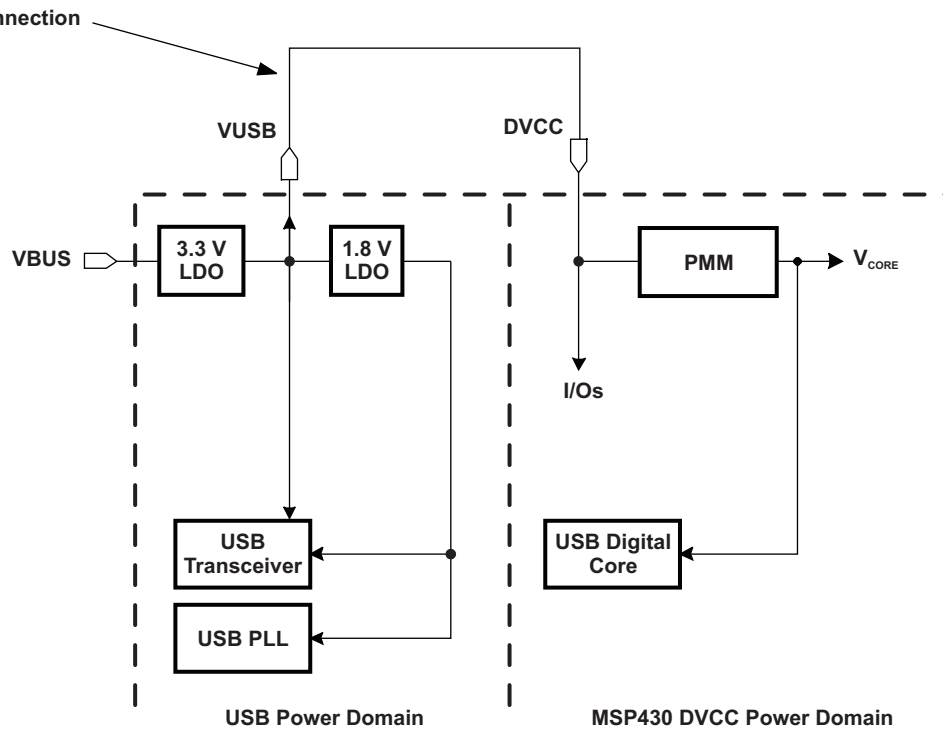 nnection
VUSB
DVCC
VBUS
3.3 V
LDO
1.8 V
LDO
PMM
VCORE
I/Os
USB
Transceiver
USB Digital
Core
USB PLL
USB Power Domain
MSP430 DVCC Power Domain